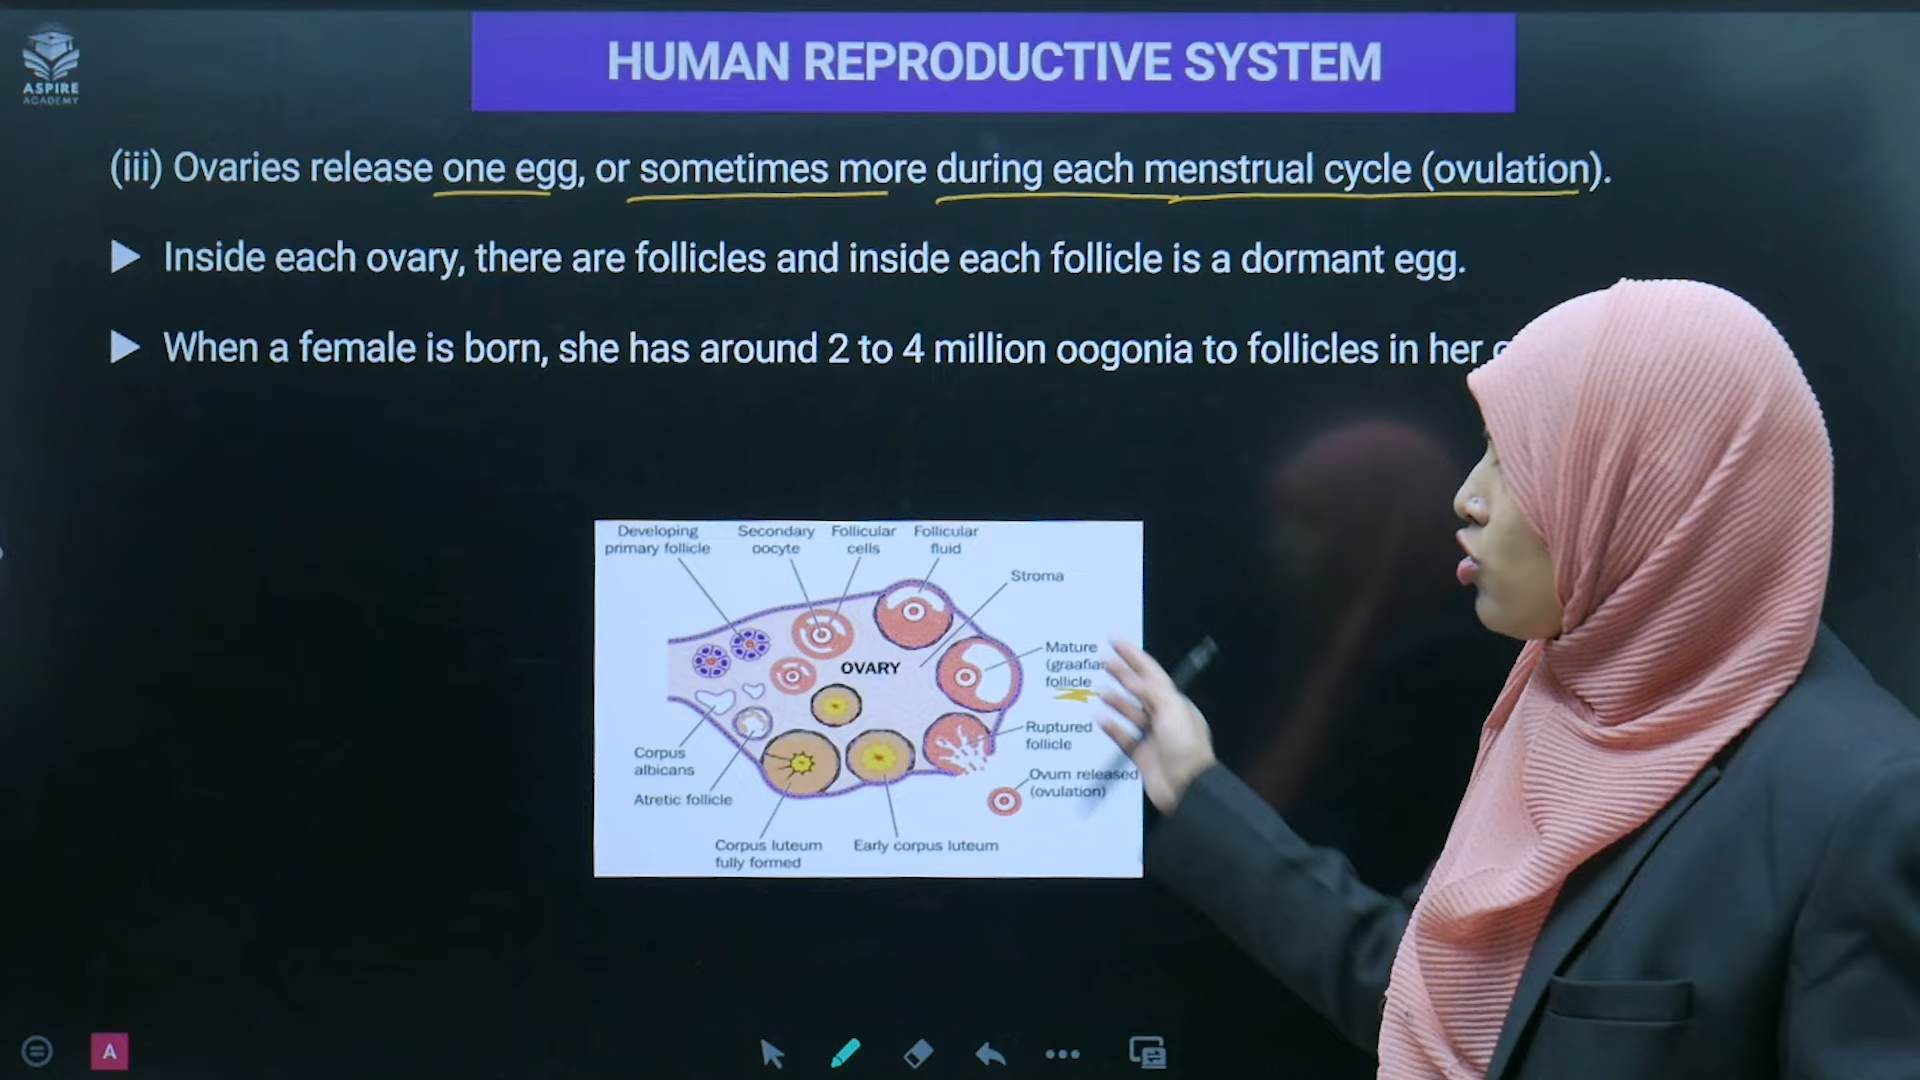 ASPIRE
ACADEMY
HUMAN REPRODUCTIVE SYSTEM
(iii) Ovaries release one egg, or sometimes more during each menstrual cycle (ovulation).
Inside each ovary, there are follicles and inside each follicle is a dormant egg.
When a female is born, she has around 2 to 4 million oogonia to follicles in her
Developing
primary follicle
Secondary
oocyte
Follicular
cells
Follicular
fluid
Stroma
Mature
(graafian
follicle
OVARY
Ruptured
follicle
Corpus
albicans
Ovum released
(ovulation)
Atretic follicle
Corpus luteum
fully formed
Early corpus luteum
A